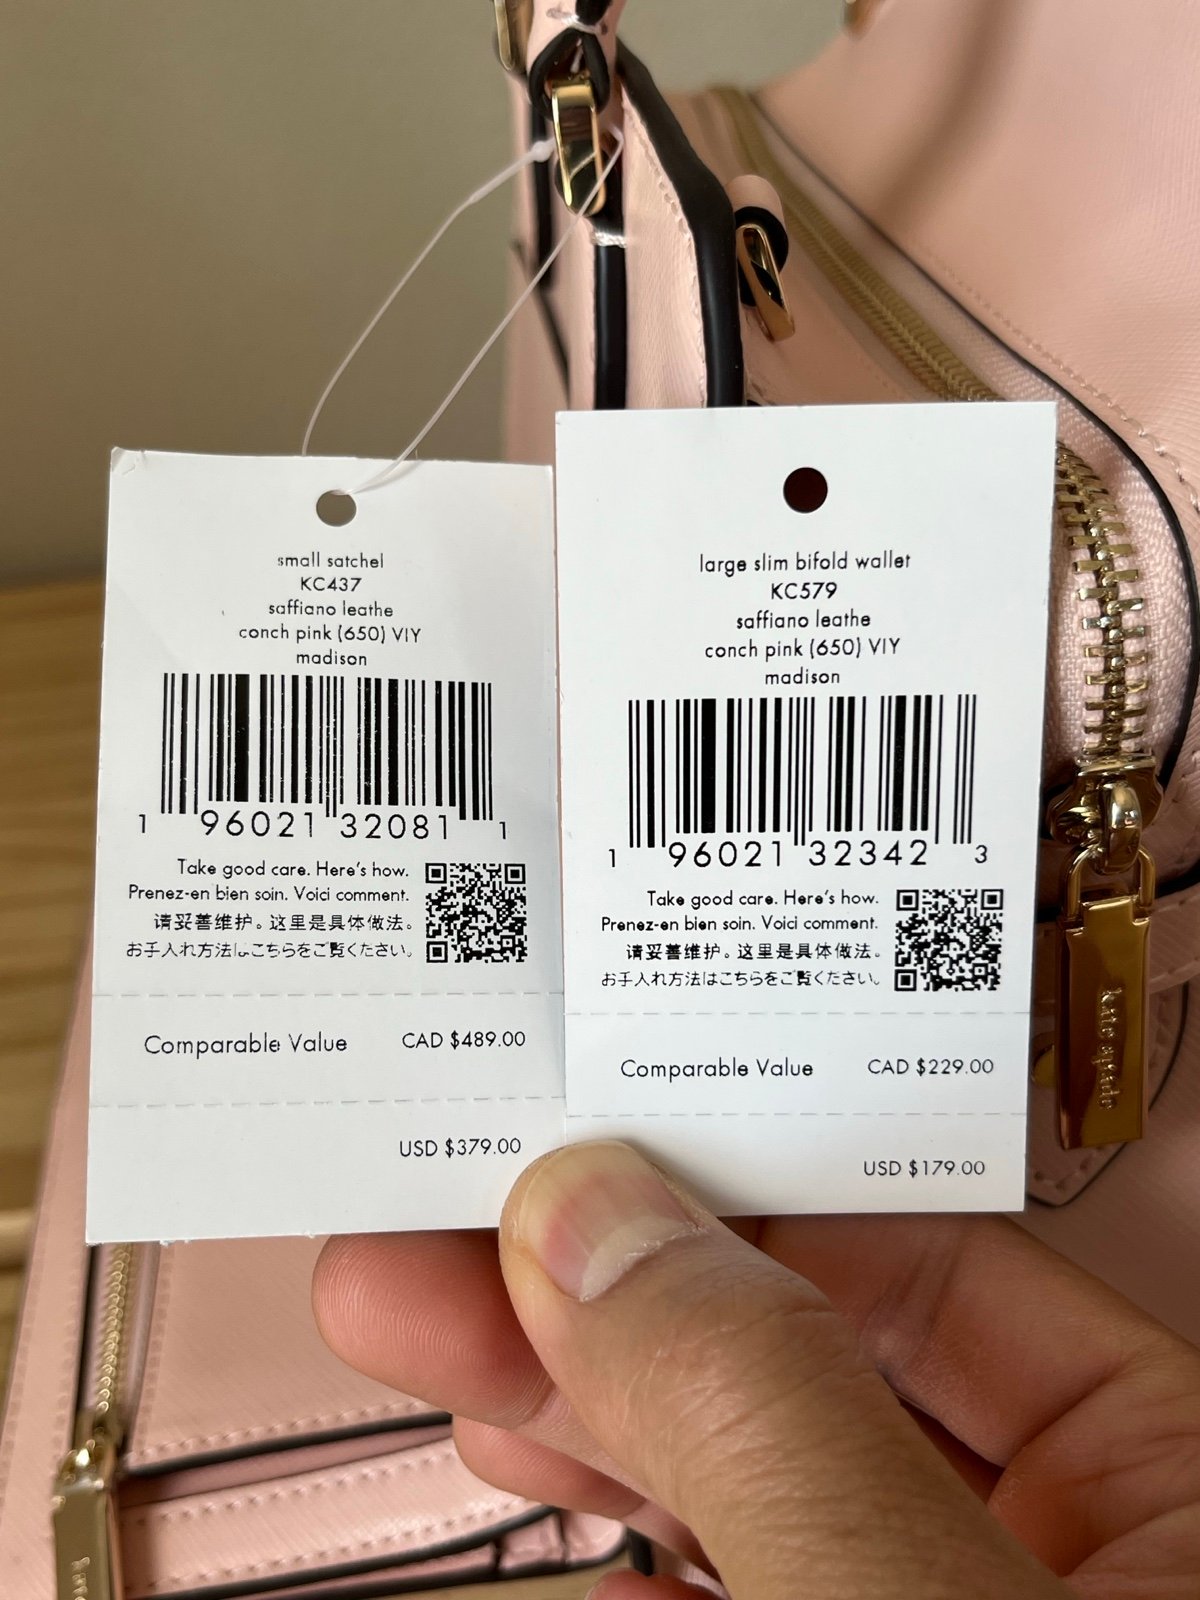 small satchel
KC437
saffiano leathe
conch pink (650) VIY
madison
1 96021 32081 1
Take good care. Here's how.
Prenez-en bien soin. Voici comment.
请妥善维护。这里是具体做法。
お手入れ方法はこちらをご覧ください。
Comparable Value CAD $489.00
USD $379.00
large slim bifold wallet
KC579
saffiano leathe
conch pink (650) VIY
madison
1 96021 32342 3
Take good care. Here's how.
Prenez-en bien soin. Voici comment.
请妥善维护。这里是具体做法。
お手入れ方法はこちらをご覧ください。
Comparable Value CAD $229.00
USD $179.00
kate spade